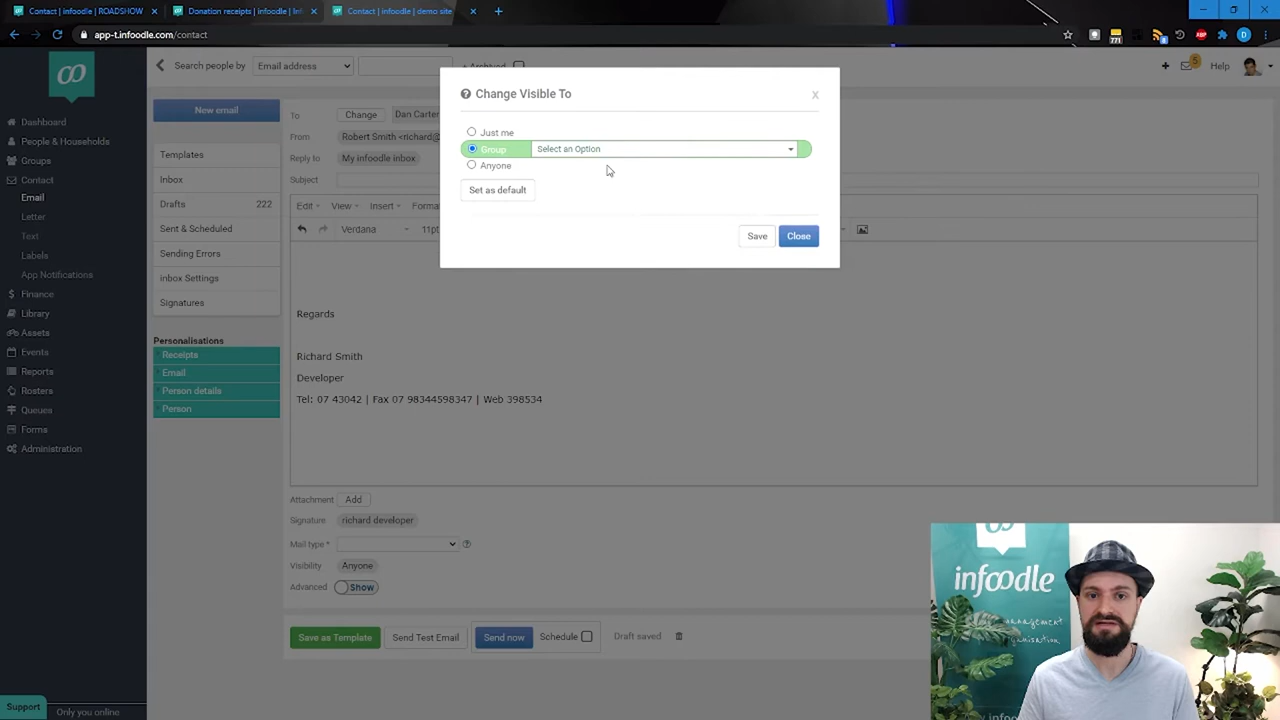 Contact | infoodle | ROADSHOW
Donation receipts | infoodle | Inf
Contact | infoodle | demo site
app-t.infoodle.com/contact
771
8
ABP
D
Search people by
Email address
+ Archived
5
Help
Dashboard
People & Households
Groups
Contact
Email
Letter
Text
Labels
App Notifications
Finance
Library
Assets
Events
Reports
Rosters
Queues
Forms
Administration
Support
Only you online
New email
Templates
Inbox
Drafts 222
Sent & Scheduled
Sending Errors
inbox Settings
Signatures
Personalisations
Receipts
Email
Person details
Person
To Change Dan Carter
From Robert Smith <richard@
Reply to My infoodle inbox
Subject
Edit View Insert Forma
Verdana 11pt
Change Visible To
X
Just me
Group Select an Option
Anyone
Set as default
Save Close
Regards
Richard Smith
Developer
Tel: 07 43042 | Fax 07 98344598347 | Web 398534
Attachment Add
Signature richard developer
Mail type *
Visibility Anyone
Advanced Show
Save as Template Send Test Email Send now Schedule Draft saved
infoodle